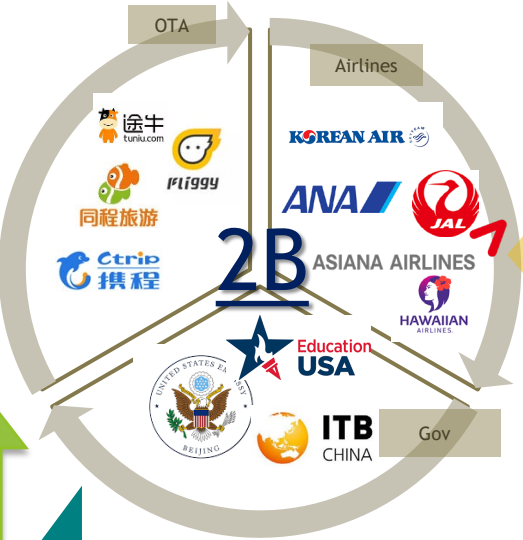 OTA
Airlines
途牛
tuniu.com
Fliggy
同程旅游
Ctrip
携程
KOREAN AIR
ANA
JAL
ASIANA AIRLINES
HAWAIIAN
AIRLINES.
2B
Education
USA
UNITED STATES EMBASSY
BEIJING
ITB
CHINA
Gov